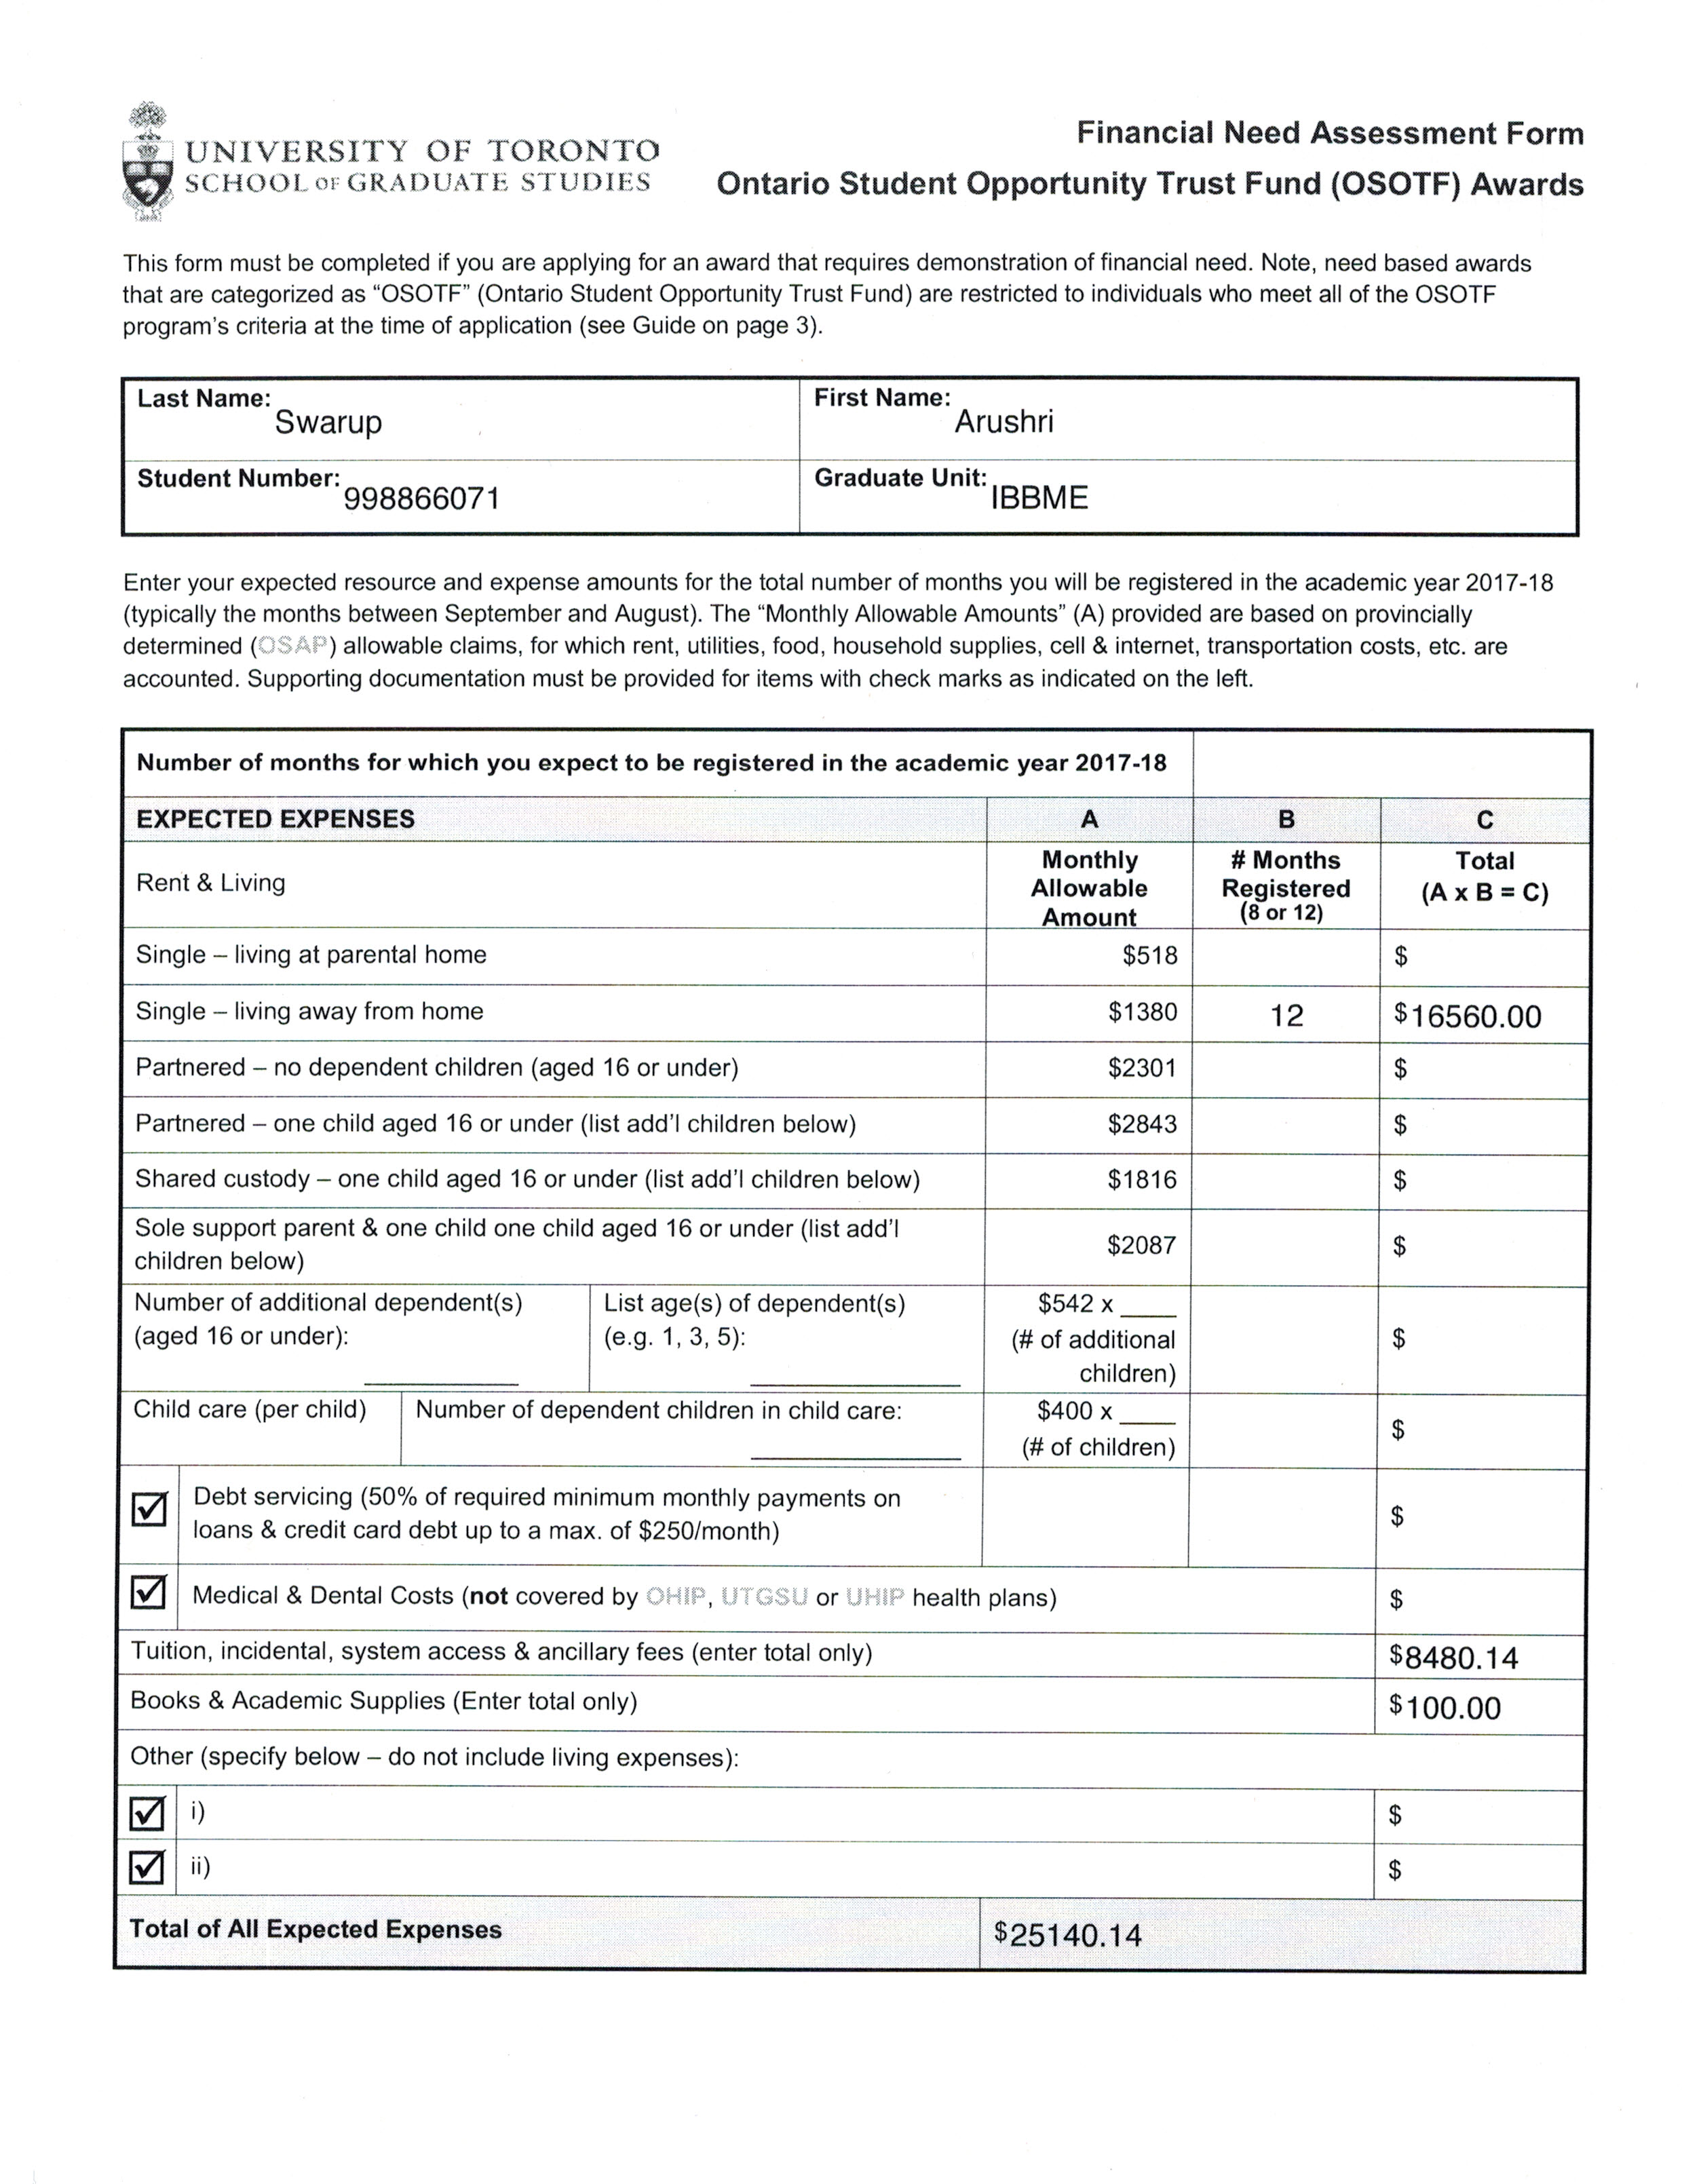 UNIVERSITY OF TORONTO
SCHOOL OF GRADUATE STUDIES
Financial Need Assessment Form
Ontario Student Opportunity Trust Fund (OSOTF) Awards
This form must be completed if you are applying for an award that requires demonstration of financial need. Note, need based awards
that are categorized as “OSOTF” (Ontario Student Opportunity Trust Fund) are restricted to individuals who meet all of the OSOTF
program’s criteria at the time of application (see Guide on page 3).
Last Name: Swarup
First Name: Arushri
Student Number: 998866071
Graduate Unit: IBBME
Enter your expected resource and expense amounts for the total number of months you will be registered in the academic year 2017-18
(typically the months between September and August). The “Monthly Allowable Amounts” (A) provided are based on provincially
determined (OSAP) allowable claims, for which rent, utilities, food, household supplies, cell & internet, transportation costs, etc. are
accounted. Supporting documentation must be provided for items with check marks as indicated on the left.
Number of months for which you expect to be registered in the academic year 2017-18
EXPECTED EXPENSES A B C
Rent & Living
Monthly
Allowable
Amount
# Months
Registered
(8 or 12)
Total
(A x B = C)
Single – living at parental home $518 $
Single – living away from home $1380 12 $16560.00
Partnered – no dependent children (aged 16 or under) $2301 $
Partnered – one child aged 16 or under (list add’l children below) $2843 $
Shared custody – one child aged 16 or under (list add’l children below) $1816 $
Sole support parent & one child one child aged 16 or under (list add’l
children below)
$2087 $
Number of additional dependent(s)
(aged 16 or under):
List age(s) of dependent(s)
(e.g. 1, 3, 5):
$542 x ____
(# of additional
children)
$
Child care (per child)
Number of dependent children in child care:
$400 x ____
(# of children)
$
Debt servicing (50% of required minimum monthly payments on
loans & credit card debt up to a max. of $250/month)
$
Medical & Dental Costs (not covered by OHIP, UTGSU or UHIP health plans) $
Tuition, incidental, system access & ancillary fees (enter total only) $8480.14
Books & Academic Supplies (Enter total only) $100.00
Other (specify below – do not include living expenses):
i) $
ii) $
Total of All Expected Expenses $25140.14